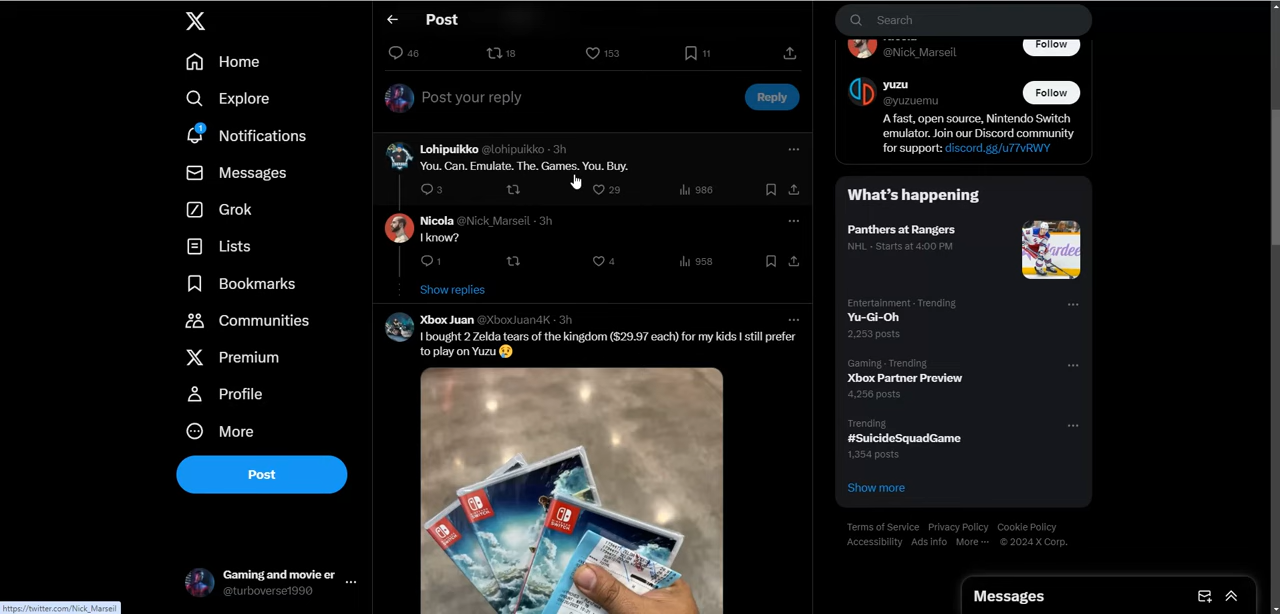 Home
Explore
1
Notifications
Messages
Grok
Lists
Bookmarks
Communities
Premium
Profile
More
Post
Gaming and movie er
@turboverse1990
https://twitter.com/Nick_Marseil
Post
46
18
153
11
Post your reply
Reply
Lohipuikko @lohipuikko · 3h
You. Can. Emulate. The. Games. You. Buy.
3
29
986
Nicola @Nick_Marseil · 3h
I know?
1
4
958
Show replies
Xbox Juan @XboxJuan4K · 3h
I bought 2 Zelda tears of the kingdom ($29.97 each) for my kids I still prefer
to play on Yuzu 😢
Search
@Nick_Marseil
Follow
yuzu
@yuzuemu
Follow
A fast, open source, Nintendo Switch
emulator. Join our Discord community
for support: discord.gg/u77vRWY
What's happening
Panthers at Rangers
NHL · Starts at 4:00 PM
Entertainment · Trending
Yu-Gi-Oh
2,253 posts
Gaming · Trending
Xbox Partner Preview
4,256 posts
Trending
#SuicideSquadGame
1,354 posts
Show more
Terms of Service Privacy Policy Cookie Policy
Accessibility Ads info More ··· © 2024 X Corp.
Messages